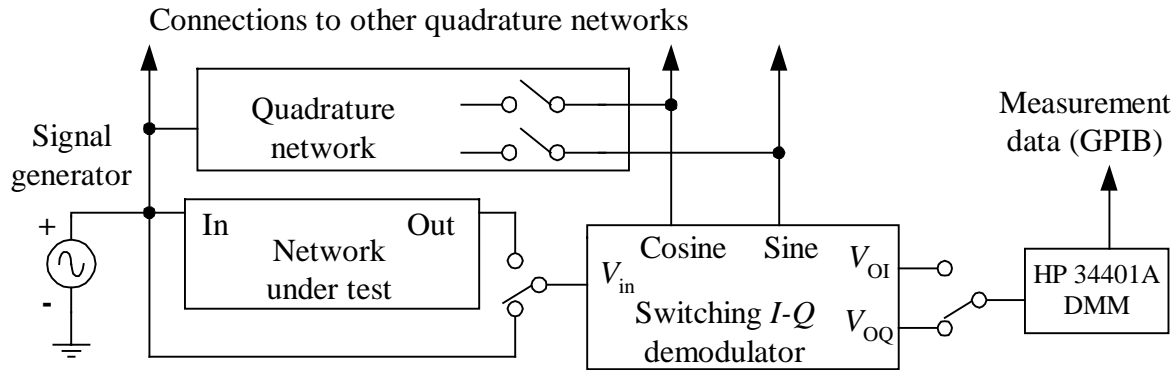 Connections to other quadrature networks
Quadrature
network
Measurement
data (GPIB)
Signal
generator
+
-
In
Out
Network
under test
Cosine
Sine
Vin
VOI
VOQ
Switching I-Q
demodulator
HP 34401A
DMM